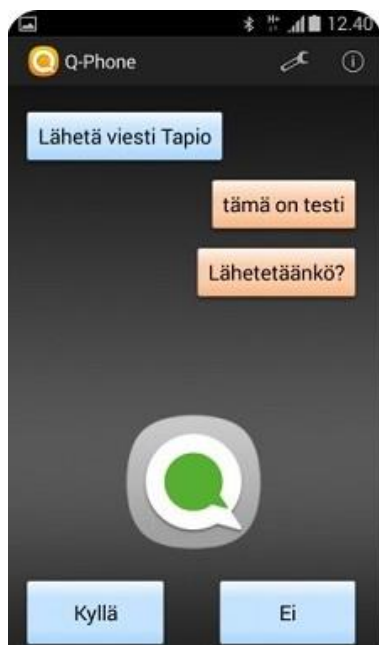 H+ 12.40
Q-Phone
Lähetä viesti Tapio
tämä on testi
Lähetetäänkö?
Kyllä
Ei